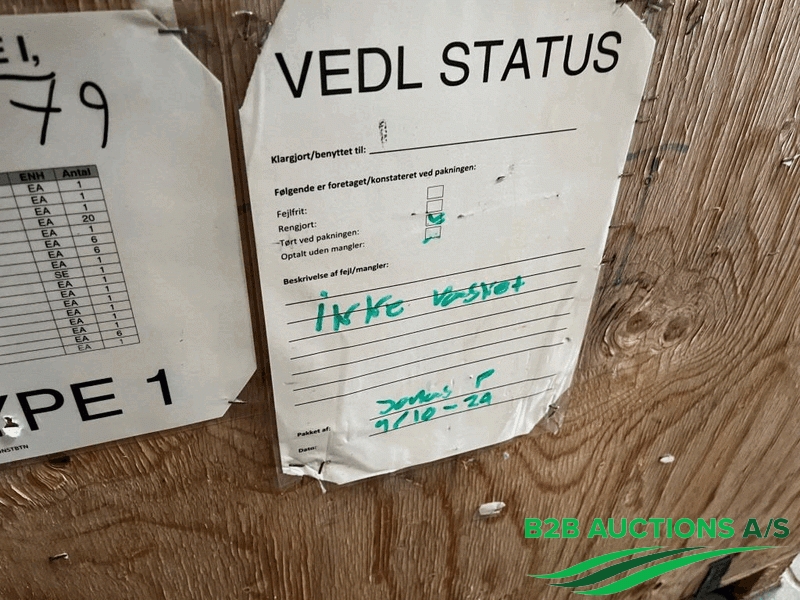 E I,
79
ENH Antal
EA 1
EA 1
EA 1
EA 20
EA 1
EA 6
EA 6
EA 1
SE 1
EA 1
EA 1
EA 1
EA 1
EA 6
EA 1
YPE 1
NSTBTN
VEDL STATUS
Klargjort/benyttet til:
Følgende er foretaget/konstateret ved pakningen:
Fejlfrit:
Rengjort:
Tørt ved pakningen:
Optalt uden mangler:
Beskrivelse af fejl/mangler:
ikke vasket
Pakket af: Jonas P
Dato: 9/10-24
B2B AUCTIONS A/S